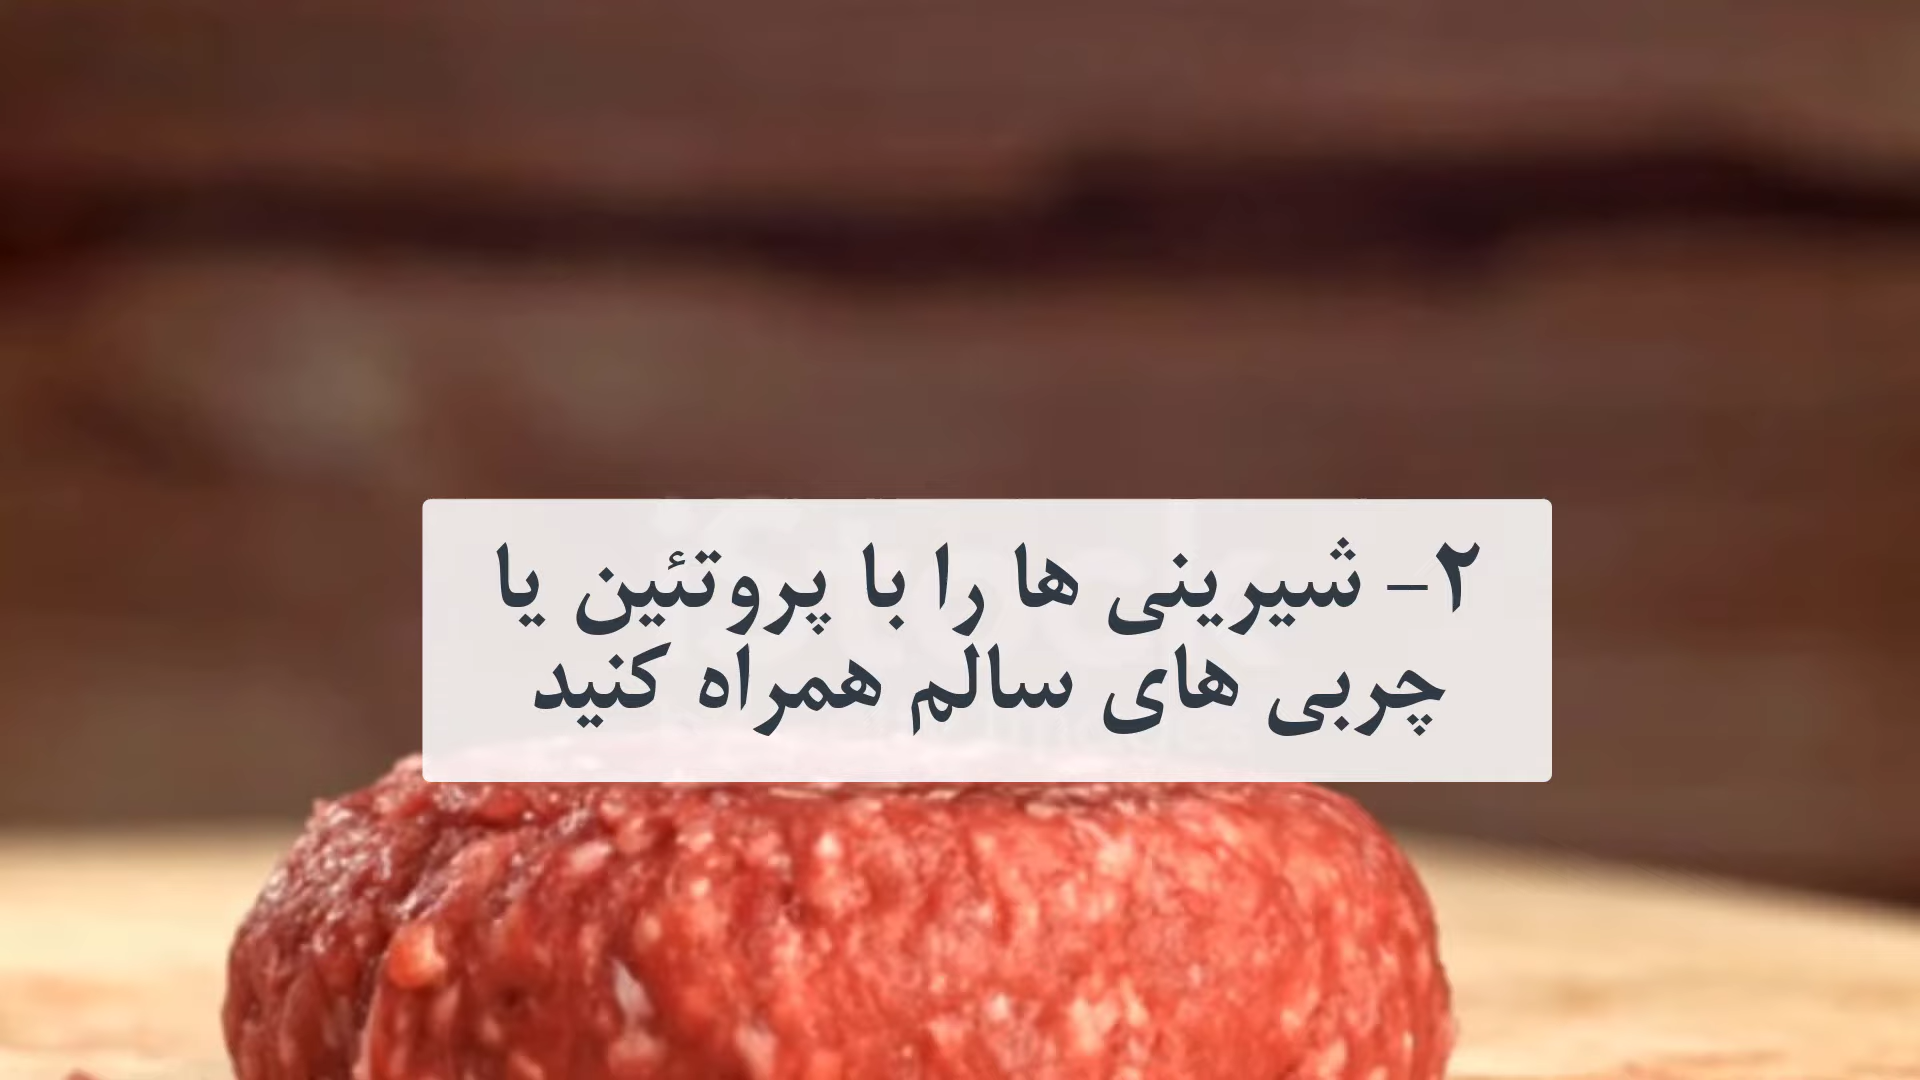 ۲- شیرینی ها را با پروتئین یا
چربی های سالم همراه کنید